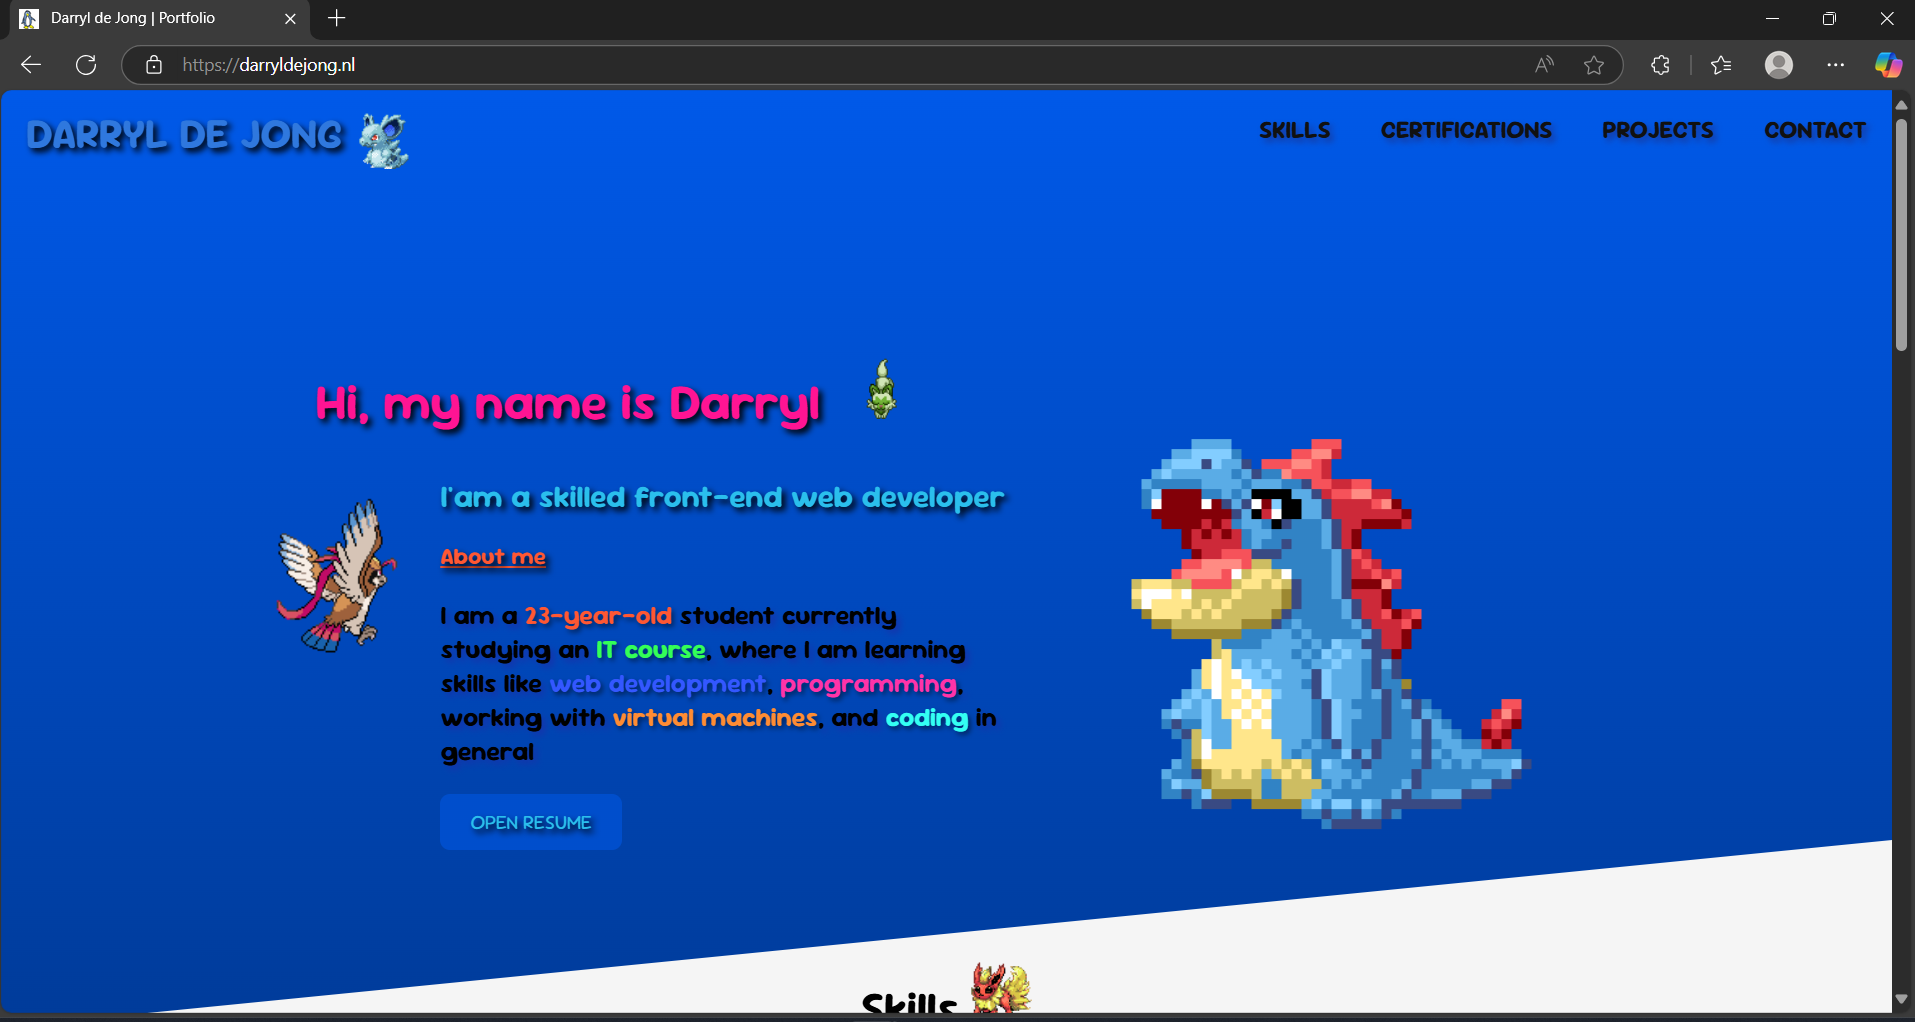 Darryl de Jong | Portfolio
https://darryldejong.nl
DARRYL DE JONG
SKILLS CERTIFICATIONS PROJECTS CONTACT
Hi, my name is Darryl
I'am a skilled front-end web developer
About me
I am a 23-year-old student currently
studying an IT course, where I am learning
skills like web development, programming,
working with virtual machines, and coding in
general
OPEN RESUME
Skills